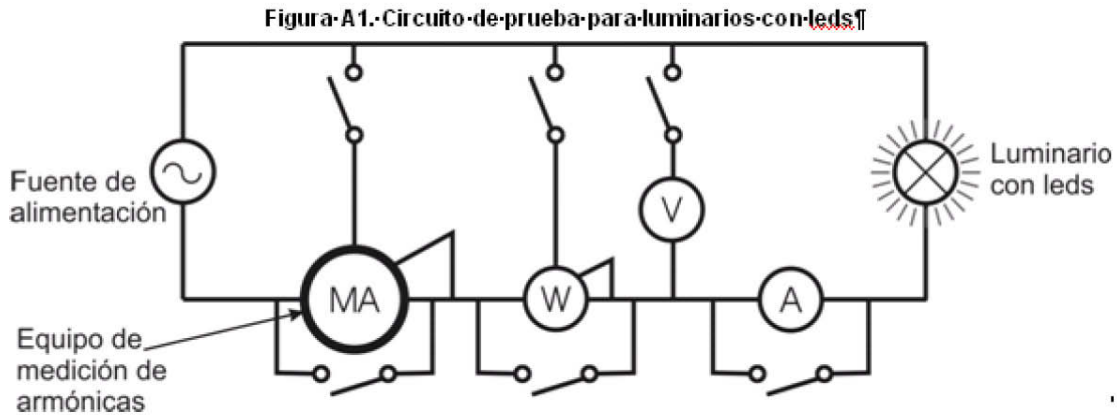 Figura·A1.·Circuito·de·prueba·para·luminarios·con·leds¶
Fuente de
alimentación
V
Luminario
con leds
MA
W
A
Equipo de
medición de
armónicas